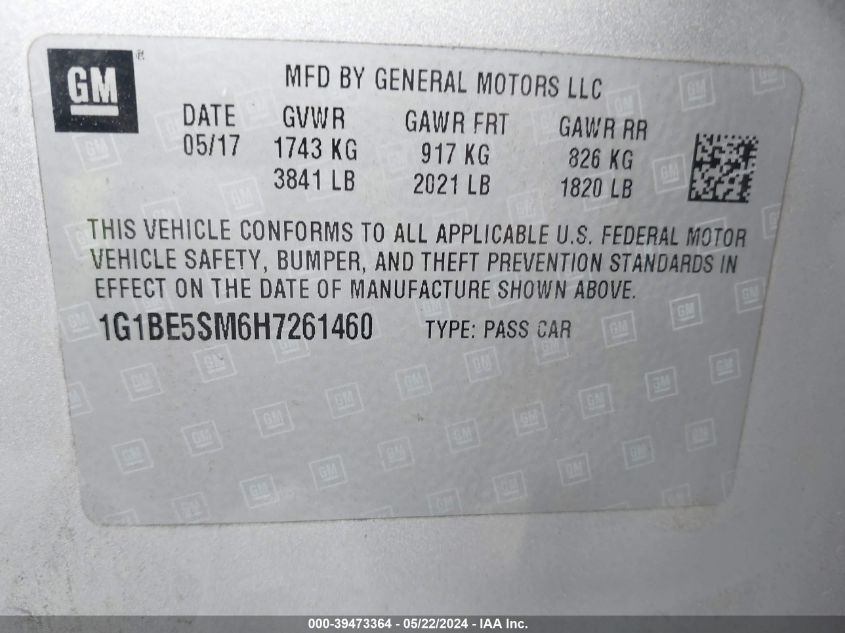 GM
MFD BY GENERAL MOTORS LLC
DATE GVWR GAWR FRT GAWR RR
05/17 1743 KG 917 KG 826 KG
3841 LB 2021 LB 1820 LB
THIS VEHICLE CONFORMS TO ALL APPLICABLE U.S. FEDERAL MOTOR
VEHICLE SAFETY, BUMPER, AND THEFT PREVENTION STANDARDS IN
EFFECT ON THE DATE OF MANUFACTURE SHOWN ABOVE.
1G1BE5SM6H7261460 TYPE: PASS CAR
000-39473364 - 05/22/2024 - IAA Inc.